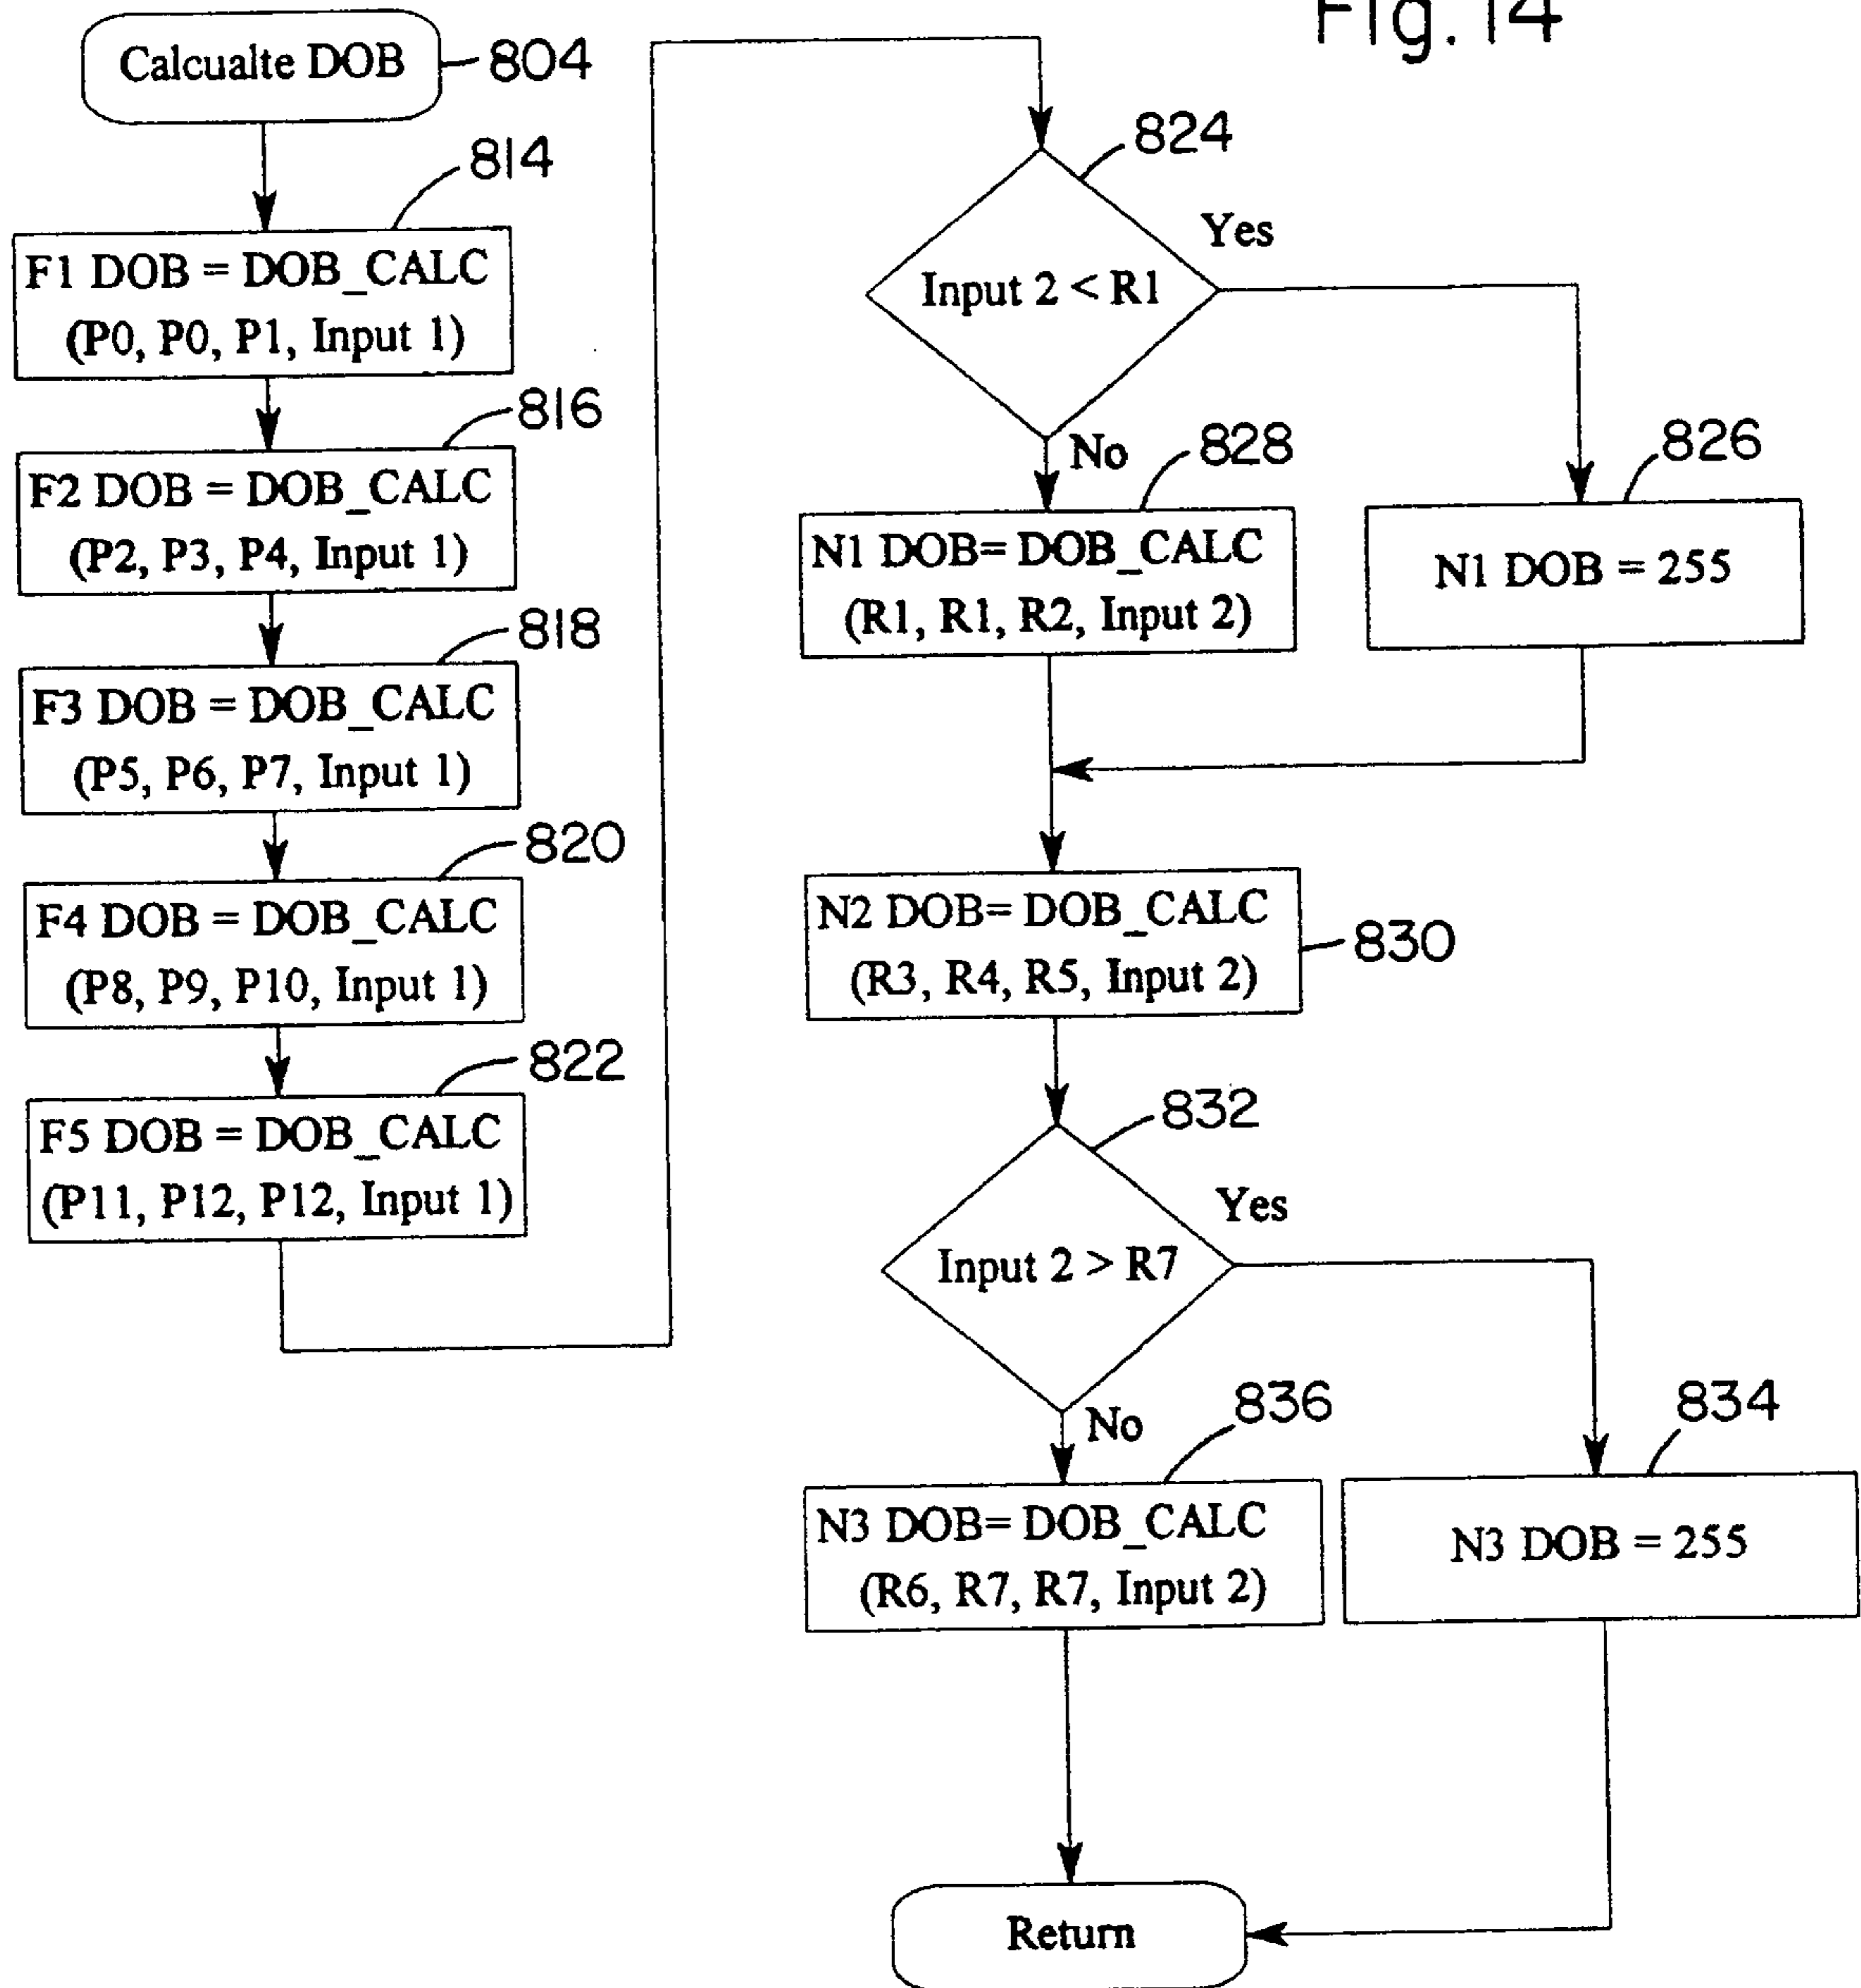 Fig. 14
Calcualte DOB
804
814
F1 DOB = DOB_CALC
(P0, P0, P1, Input 1)
816
F2 DOB = DOB_CALC
(P2, P3, P4, Input 1)
818
F3 DOB = DOB_CALC
(P5, P6, P7, Input 1)
820
F4 DOB = DOB_CALC
(P8, P9, P10, Input 1)
822
F5 DOB = DOB_CALC
(P11, P12, P12, Input 1)
824
Input 2 < R1
Yes
No
828
N1 DOB= DOB_CALC
(R1, R1, R2, Input 2)
826
N1 DOB = 255
N2 DOB= DOB_CALC
(R3, R4, R5, Input 2)
830
832
Input 2 > R7
Yes
No
836
N3 DOB= DOB_CALC
(R6, R7, R7, Input 2)
834
N3 DOB = 255
Return